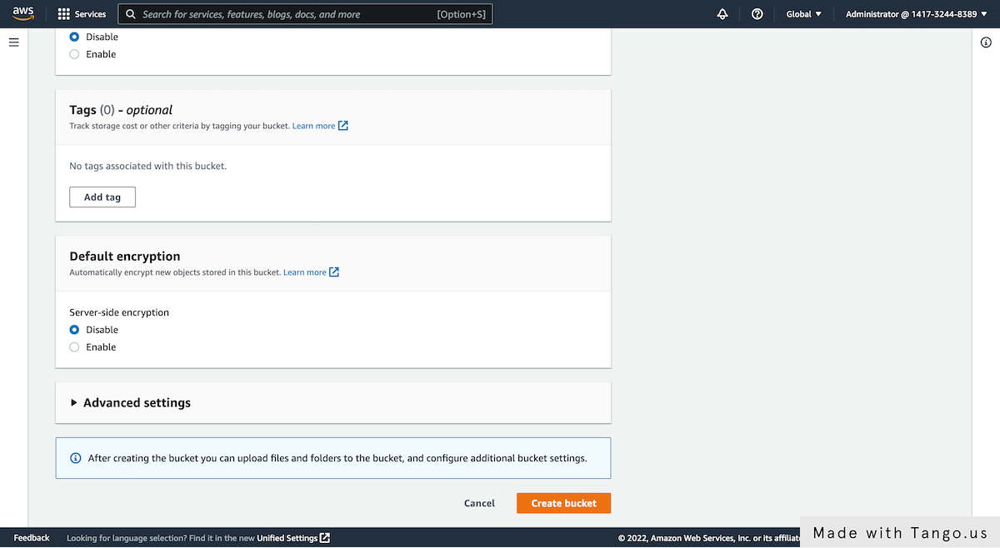 aws
Services
Search for services, features, blogs, docs, and more
[Option+S]
Global
Administrator @ 1417-3244-8389
Disable
Enable
Tags (0) - optional
Track storage cost or other criteria by tagging your bucket. Learn more
No tags associated with this bucket.
Add tag
Default encryption
Automatically encrypt new objects stored in this bucket. Learn more
Server-side encryption
Disable
Enable
Advanced settings
After creating the bucket you can upload files and folders to the bucket, and configure additional bucket settings.
Cancel
Create bucket
Feedback
Looking for language selection? Find it in the new Unified Settings
© 2022, Amazon Web Services, Inc. or its affiliate
Made with Tango.us